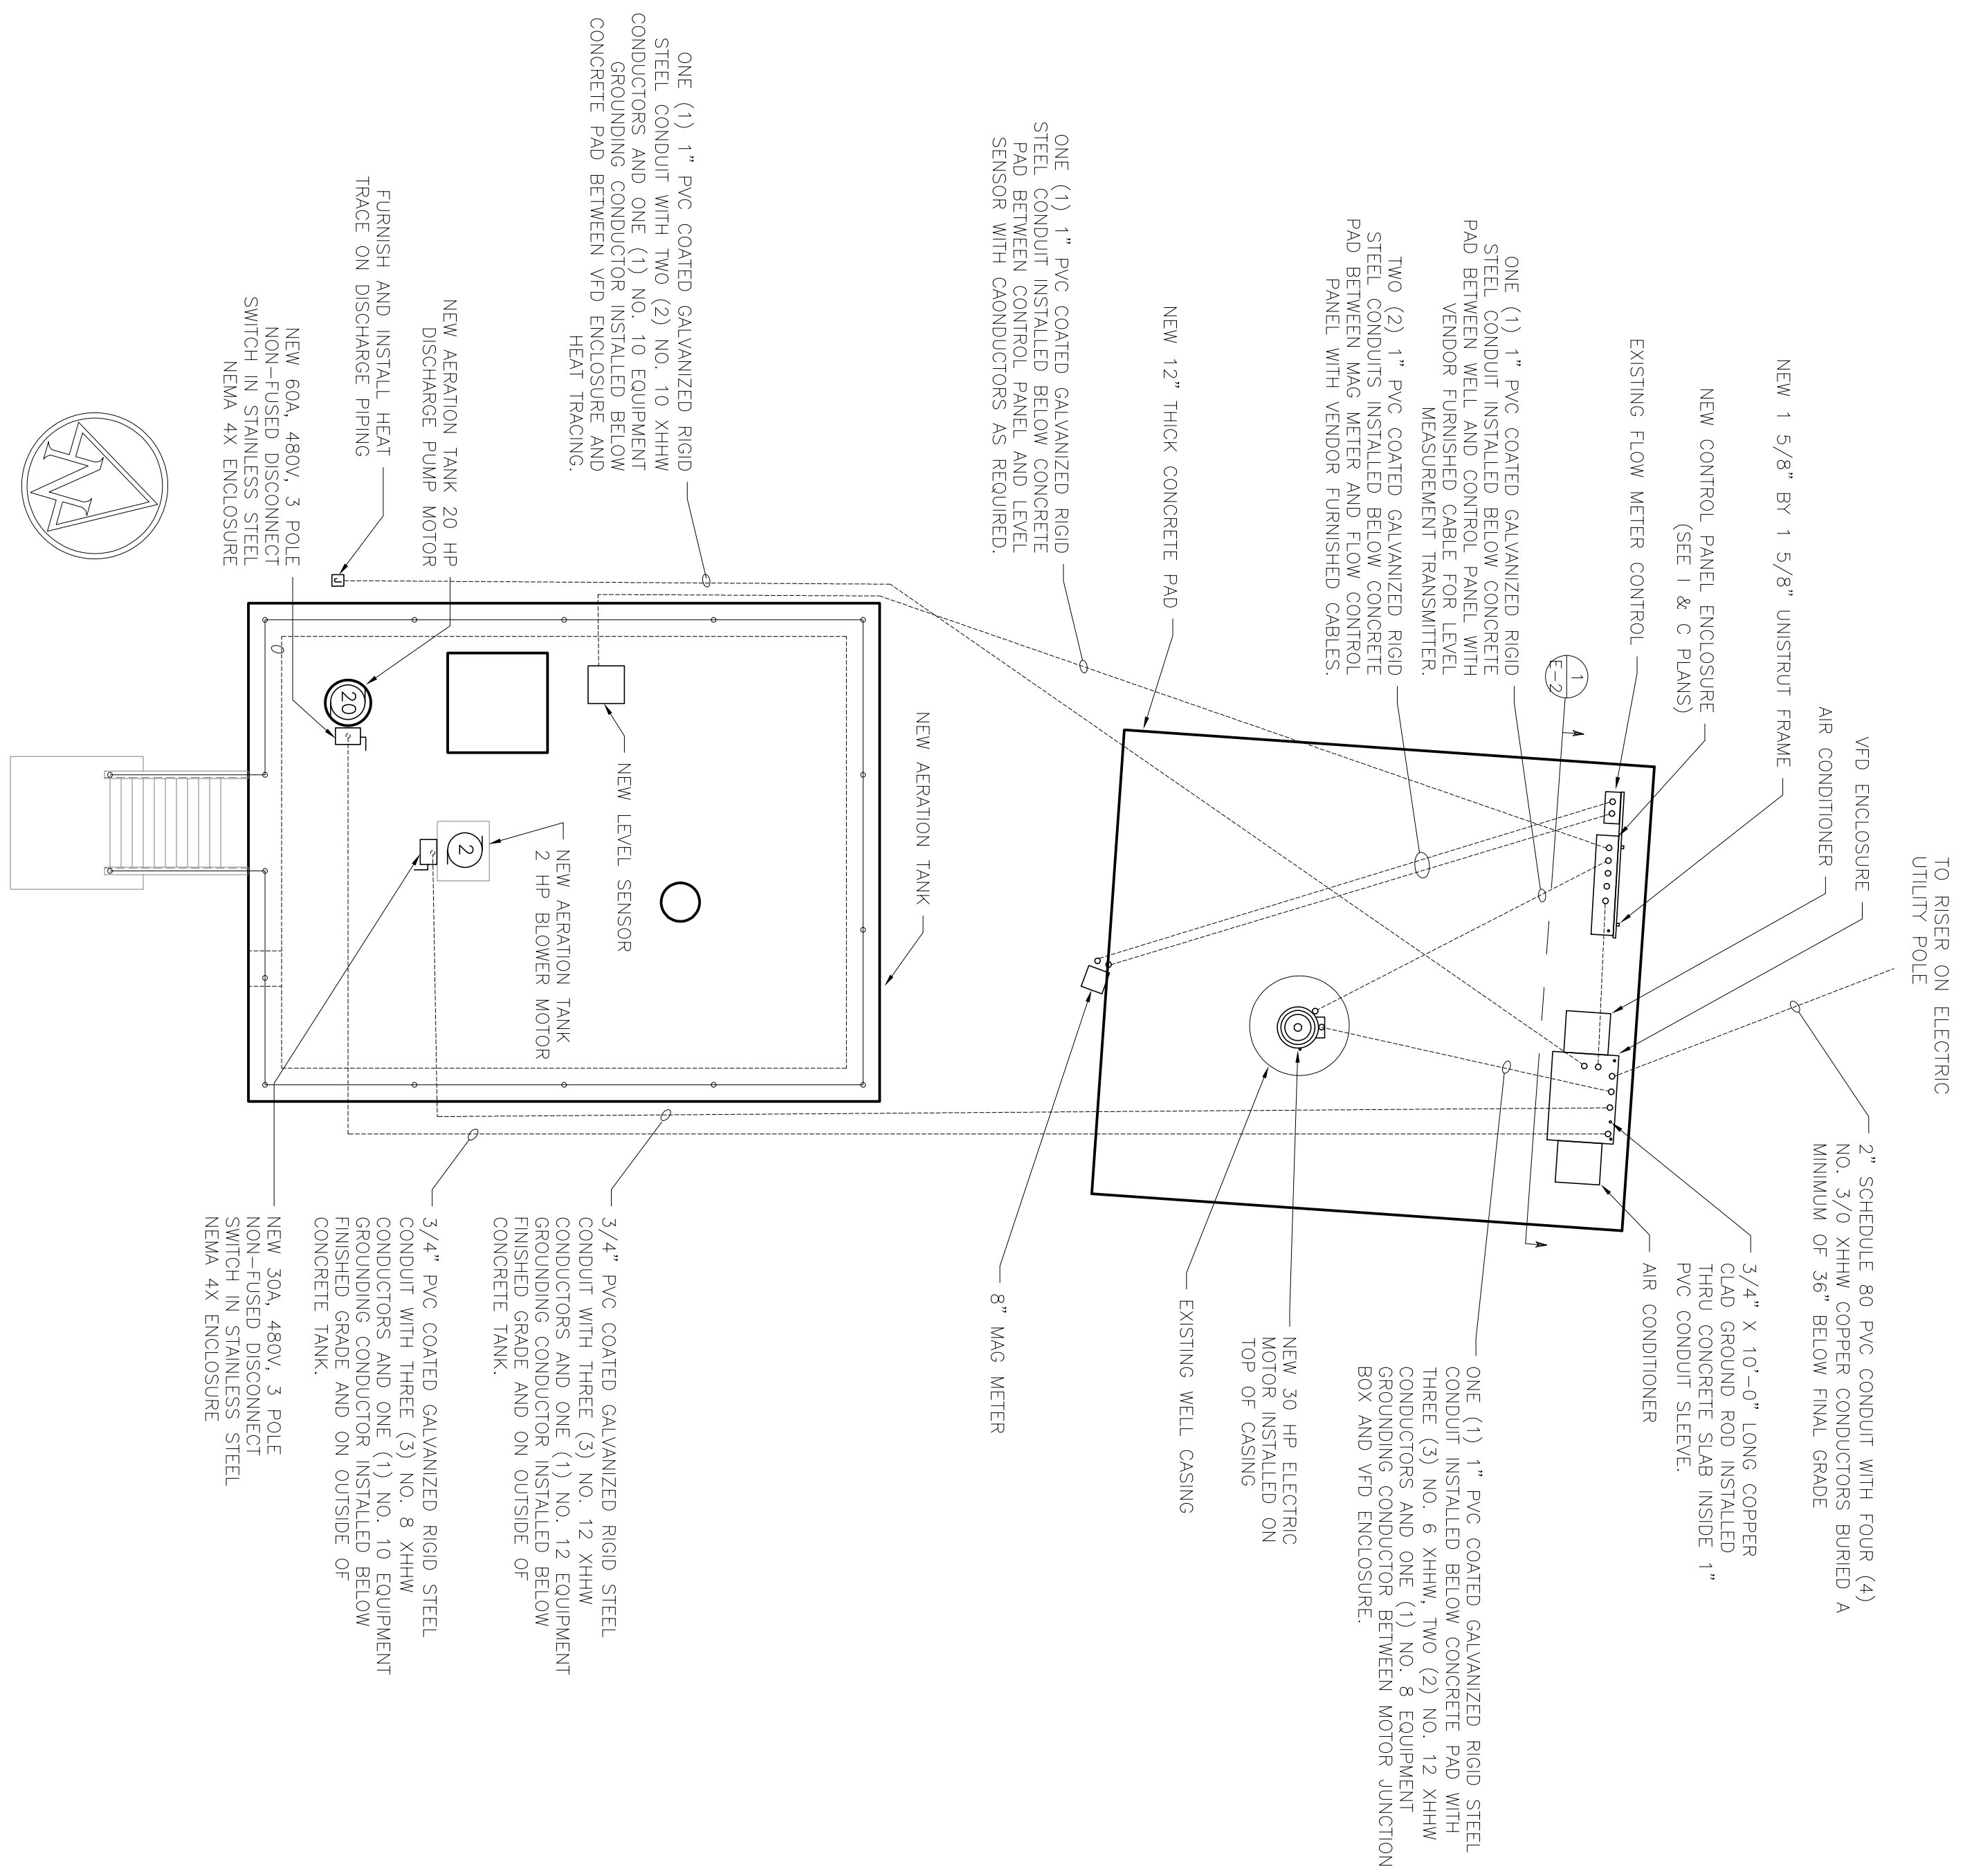 TO RISER ON ELECTRIC
UTILITY POLE
2" SCHEDULE 80 PVC CONDUIT WITH FOUR (4)
NO. 3/0 XHHW COPPER CONDUCTORS BURIED A
MINIMUM OF 36" BELOW FINAL GRADE
VFD ENCLOSURE
AIR CONDITIONER
NEW 1 5/8" BY 1 5/8" UNISTRUT FRAME
3/4" X 10'-0" LONG COPPER
CLAD GROUND ROD INSTALLED
THRU CONCRETE SLAB INSIDE 1"
PVC CONDUIT SLEEVE.
NEW CONTROL PANEL ENCLOSURE
(SEE I & C PLANS)
AIR CONDITIONER
EXISTING FLOW METER CONTROL
1
E-2
ONE (1) 1" PVC COATED GALVANIZED RIGID
STEEL CONDUIT INSTALLED BELOW CONCRETE
PAD BETWEEN WELL AND CONTROL PANEL WITH
VENDOR FURNISHED CABLE FOR LEVEL
MEASUREMENT TRANSMITTER.
ONE (1) 1" PVC COATED GALVANIZED RIGID STEEL
CONDUIT INSTALLED BELOW CONCRETE PAD WITH
THREE (3) NO. 6 XHHW, TWO (2) NO. 12 XHHW
CONDUCTORS AND ONE (1) NO. 8 EQUIPMENT
GROUNDING CONDUCTOR BETWEEN MOTOR JUNCTION
BOX AND VFD ENCLOSURE.
TWO (2) 1" PVC COATED GALVANIZED RIGID
STEEL CONDUITS INSTALLED BELOW CONCRETE
PAD BETWEEN MAG METER AND FLOW CONTROL
PANEL WITH VENDOR FURNISHED CABLES.
NEW 30 HP ELECTRIC
MOTOR INSTALLED ON
TOP OF CASING
EXISTING WELL CASING
NEW 12" THICK CONCRETE PAD
ONE (1) 1" PVC COATED GALVANIZED RIGID
STEEL CONDUIT INSTALLED BELOW CONCRETE
PAD BETWEEN CONTROL PANEL AND LEVEL
SENSOR WITH CAONDUCTORS AS REQUIRED.
8" MAG METER
NEW AERATION TANK
ONE (1) 1" PVC COATED GALVANIZED RIGID
STEEL CONDUIT WITH TWO (2) NO. 10 XHHW
CONDUCTORS AND ONE (1) NO. 10 EQUIPMENT
GROUNDING CONDUCTOR INSTALLED BELOW
CONCRETE PAD BETWEEN VFD ENCLOSURE AND
HEAT TRACING.
NEW LEVEL SENSOR
3/4" PVC COATED GALVANIZED RIGID STEEL
CONDUIT WITH THREE (3) NO. 12 XHHW
CONDUCTORS AND ONE (1) NO. 12 EQUIPMENT
GROUNDING CONDUCTOR INSTALLED BELOW
FINISHED GRADE AND ON OUTSIDE OF
CONCRETE TANK.
NEW AERATION TANK
2 HP BLOWER MOTOR
2
NEW AERATION TANK 20 HP
DISCHARGE PUMP MOTOR
20
3/4" PVC COATED GALVANIZED RIGID STEEL
CONDUIT WITH THREE (3) NO. 8 XHHW
CONDUCTORS AND ONE (1) NO. 10 EQUIPMENT
GROUNDING CONDUCTOR INSTALLED BELOW
FINISHED GRADE AND ON OUTSIDE OF
CONCRETE TANK.
FURNISH AND INSTALL HEAT
TRACE ON DISCHARGE PIPING
J
NEW 60A, 480V, 3 POLE
NON-FUSED DISCONNECT
SWITCH IN STAINLESS STEEL
NEMA 4X ENCLOSURE
NEW 30A, 480V, 3 POLE
NON-FUSED DISCONNECT
SWITCH IN STAINLESS STEEL
NEMA 4X ENCLOSURE